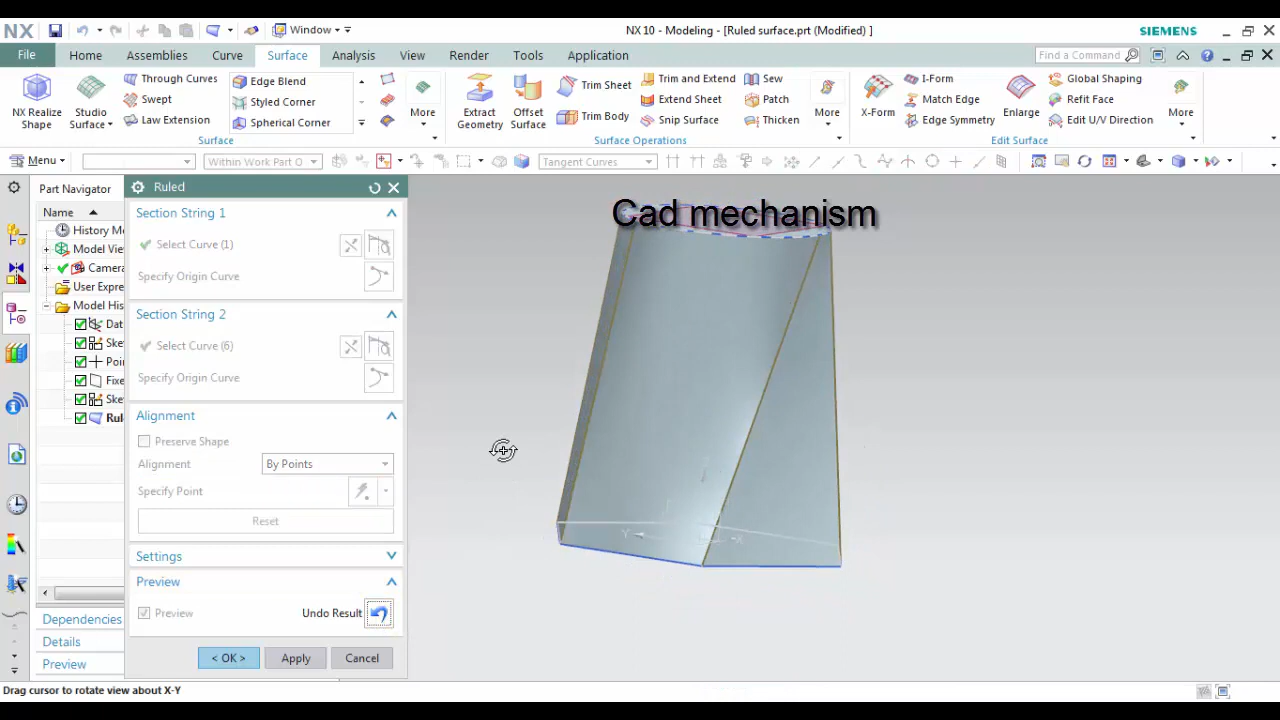 NX
Window
NX 10 - Modeling - [Ruled surface.prt (Modified) ]
SIEMENS
File
Home
Assemblies
Curve
Surface
Analysis
View
Render
Tools
Application
Find a Command
NX Realize Shape
Studio Surface
Through Curves
Swept
Law Extension
Edge Blend
Styled Corner
Spherical Corner
More
Surface
Extract Geometry
Offset Surface
Trim Sheet
Trim Body
Trim and Extend
Extend Sheet
Snip Surface
Sew
Patch
Thicken
More
Surface Operations
X-Form
I-Form
Match Edge
Edge Symmetry
Enlarge
Global Shaping
Refit Face
Edit U/V Direction
More
Edit Surface
Menu
Within Work Part O
Tangent Curves
Part Navigator
Name
History Mo
Model View
Camera
User Expre
Model Hist
Dat
Ske
Poin
Fixe
Ske
Rul
Dependencies
Details
Preview
Ruled
Section String 1
Select Curve (1)
Specify Origin Curve
Section String 2
Select Curve (6)
Specify Origin Curve
Alignment
Preserve Shape
Alignment
By Points
Specify Point
Reset
Settings
Preview
Preview
Undo Result
< OK >
Apply
Cancel
Cad mechanism
Y
X
Drag cursor to rotate view about X-Y